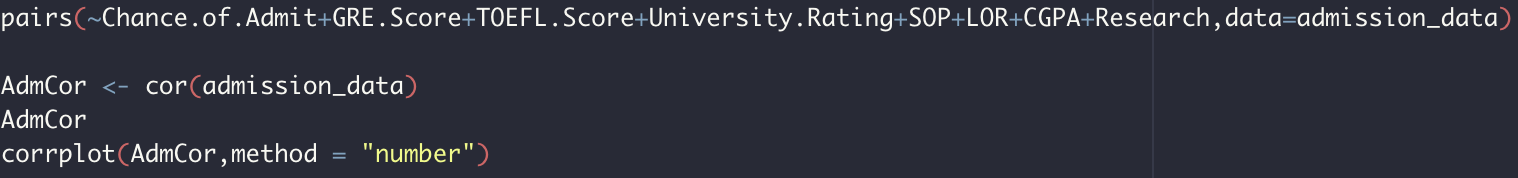 pairs(~Chance.of.Admit+GRE.Score+TOEFL.Score+University.Rating+SOP+LOR+CGPA+Research,data=admission_data)
AdmCor <- cor(admission_data)
AdmCor
corrplot(AdmCor,method = "number")